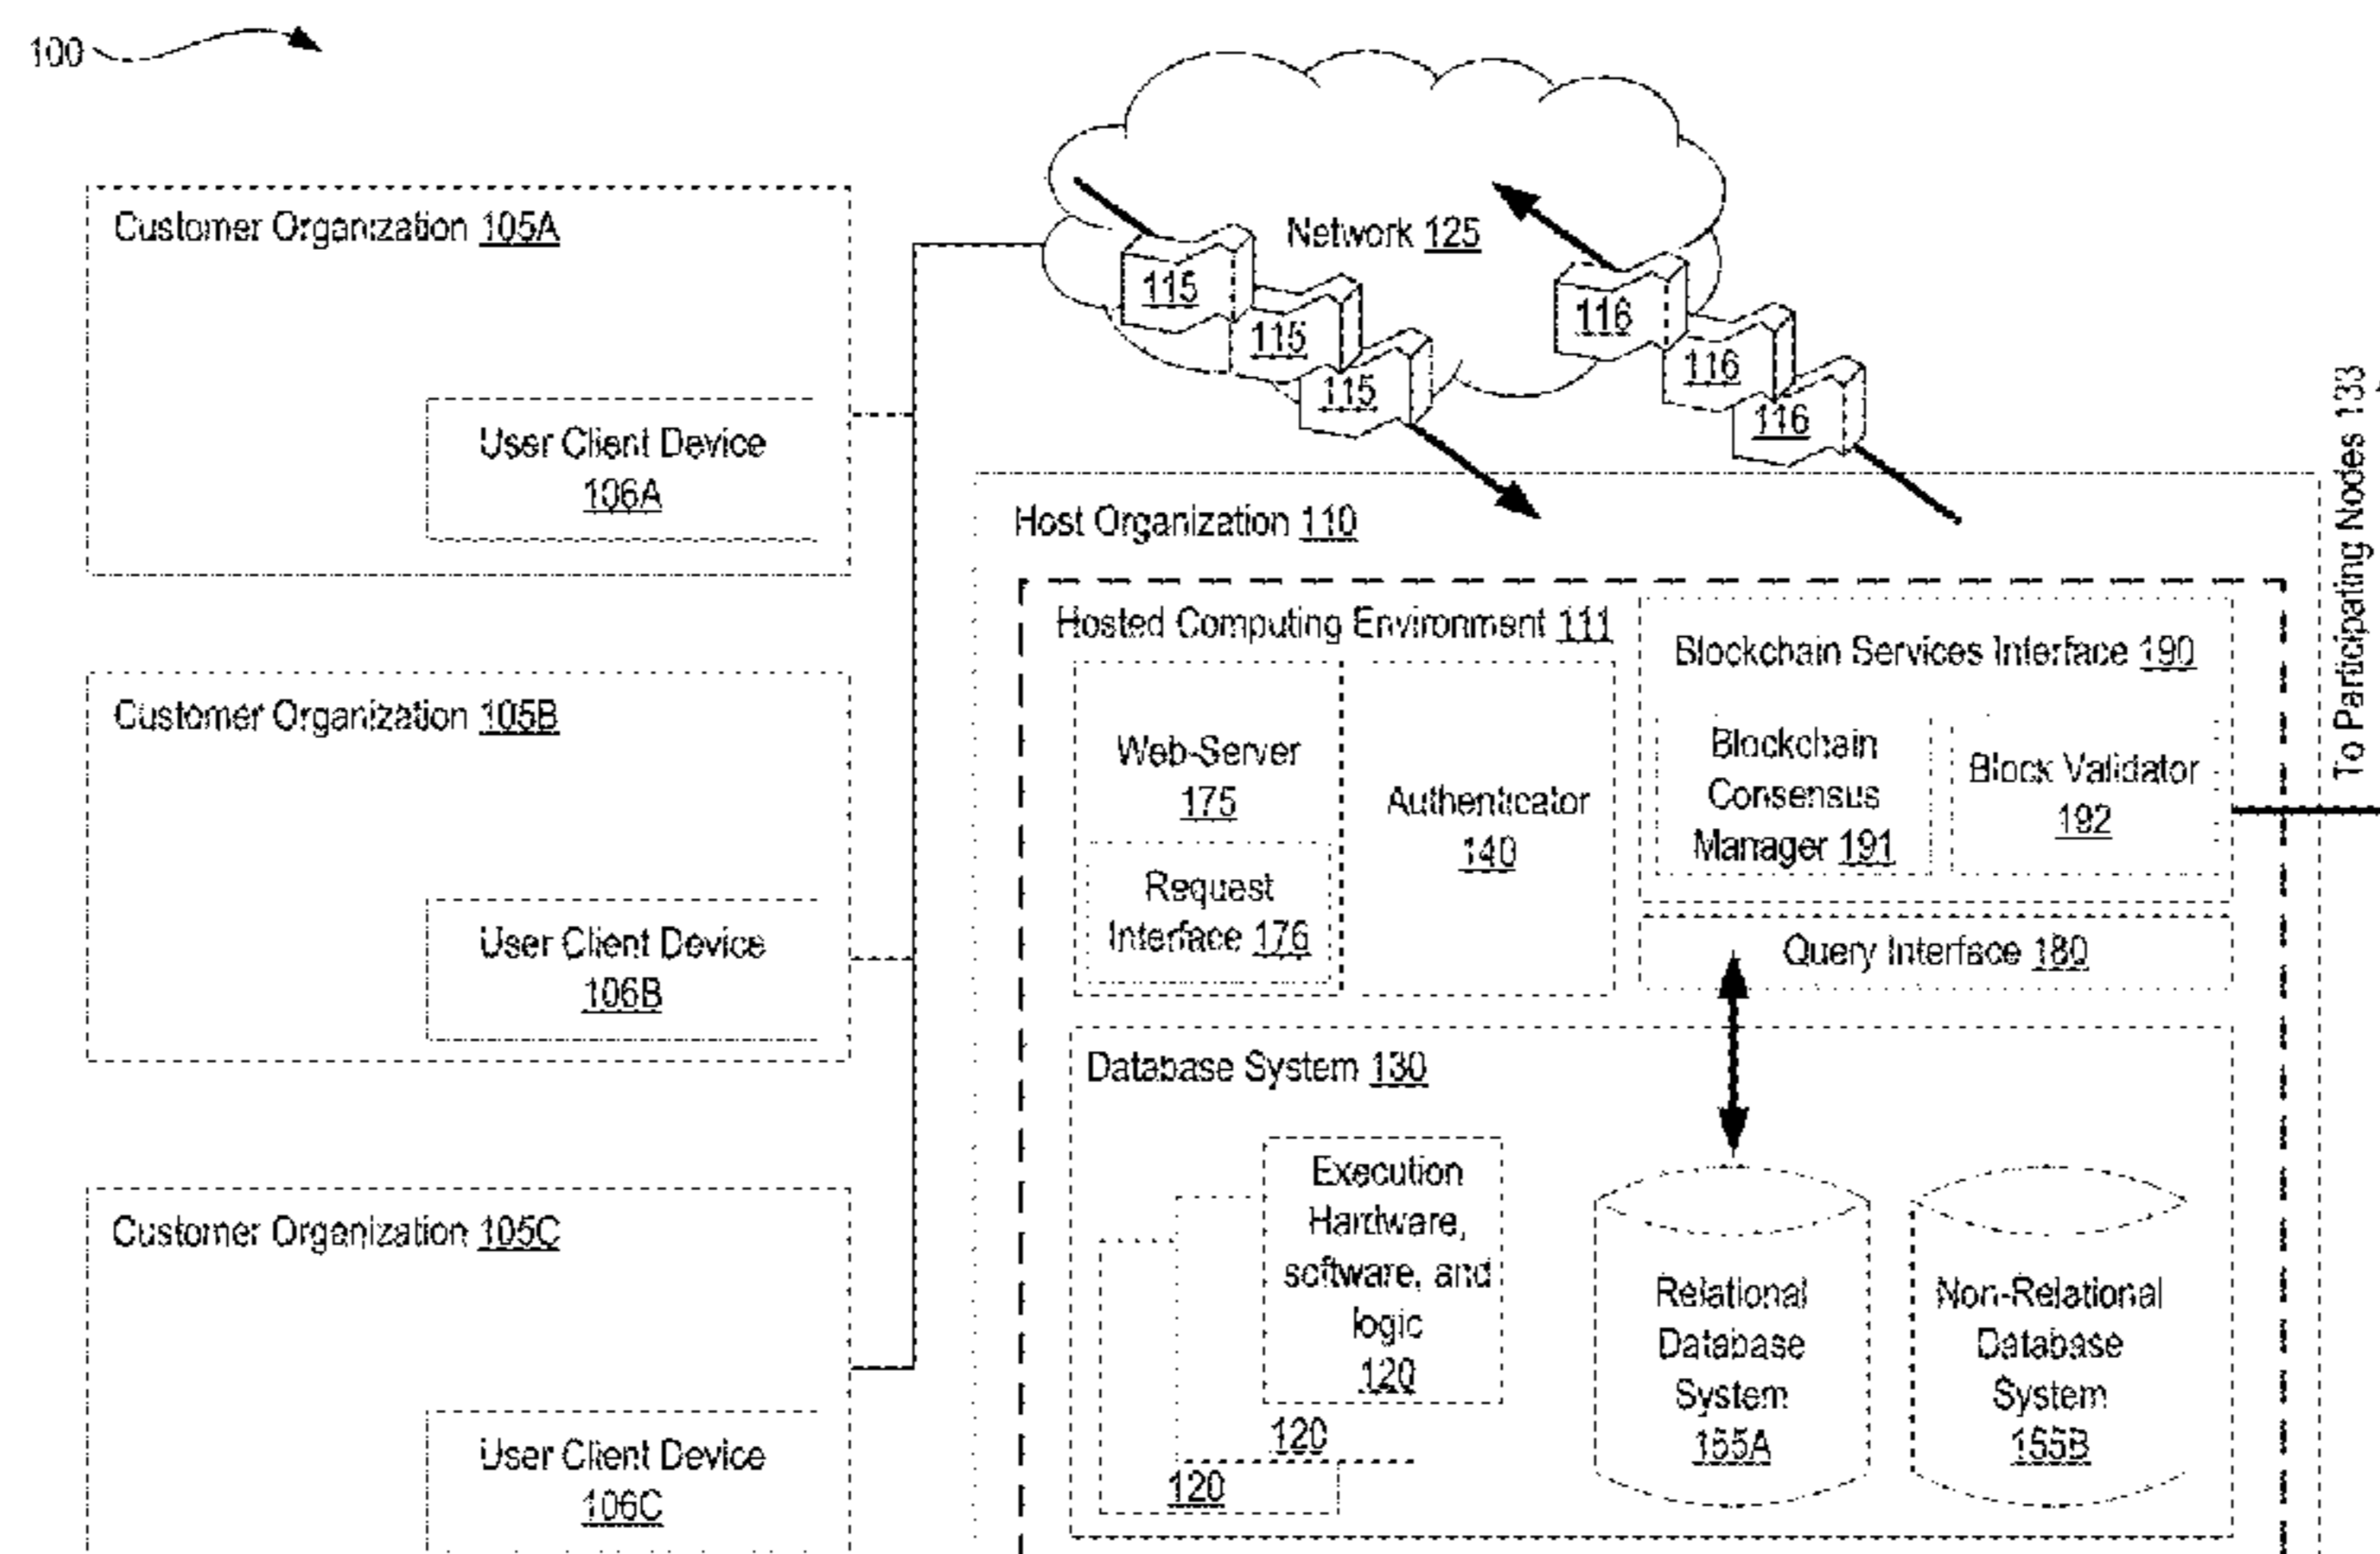 100
Customer Organization 105A
User Client Device
106A
Customer Organization 105B
User Client Device
106B
Customer Organization 105C
User Client Device
106C
Network 125
115
115
115
116
116
116
To Participating Nodes 133
Host Organization 110
Hosted Computing Environment 111
Web-Server
175
Request
Interface 176
Authenticator
140
Blockchain Services Interface 190
Blockchain
Consensus
Manager 191
Block Validator
192
Query Interface 180
Database System 130
Execution
Hardware,
software, and
logic
120
120
120
Relational
Database
System
155A
Non-Relational
Database
System
155B